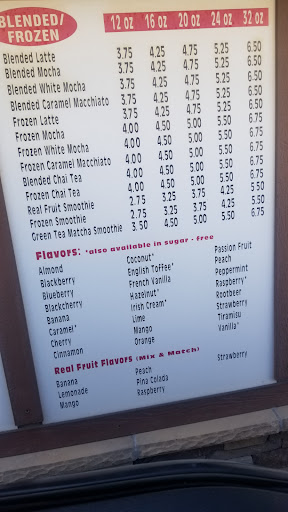 BLENDED/
FROZEN
12 oz 16 oz 20 oz 24 oz 32 oz
Blended Latte 3.75 4.25 4.75 5.25 6.50
Blended Mocha 3.75 4.25 4.75 5.25 6.50
Blended White Mocha 3.75 4.25 4.75 5.25 6.50
Blended Caramel Macchiato 3.75 4.25 4.75 5.25 6.50
Frozen Latte 4.00 4.50 5.00 5.50 6.75
Frozen Mocha 4.00 4.50 5.00 5.50 6.75
Frozen White Mocha 4.00 4.50 5.00 5.50 6.75
Frozen Caramel Macchiato 4.00 4.50 5.00 5.50 6.75
Blended Chai Tea 3.75 4.25 4.75 5.25 6.50
Frozen Chai Tea 4.00 4.50 5.00 5.50 6.75
Real Fruit Smoothie 2.75 3.25 3.75 4.25 5.50
Frozen Smoothie 2.75 3.25 3.75 4.25 5.50
Green Tea Matcha Smoothie 3.50 4.50 5.00 5.50 6.75
Flavors: *also available in sugar - Free
Almond Coconut* Passion Fruit
Blackberry English Toffee* Peach
Blueberry French Vanilla Peppermint
Blackcherry Hazelnut* Raspberry*
Banana Irish Cream* Rootbeer
Caramel* Lime Strawberry
Cherry Mango Tiramisu
Cinnamon Orange Vanilla*
Real Fruit Flavors (Mix & Match)
Banana Peach Strawberry
Lemonade Pina Colada
Mango Raspberry